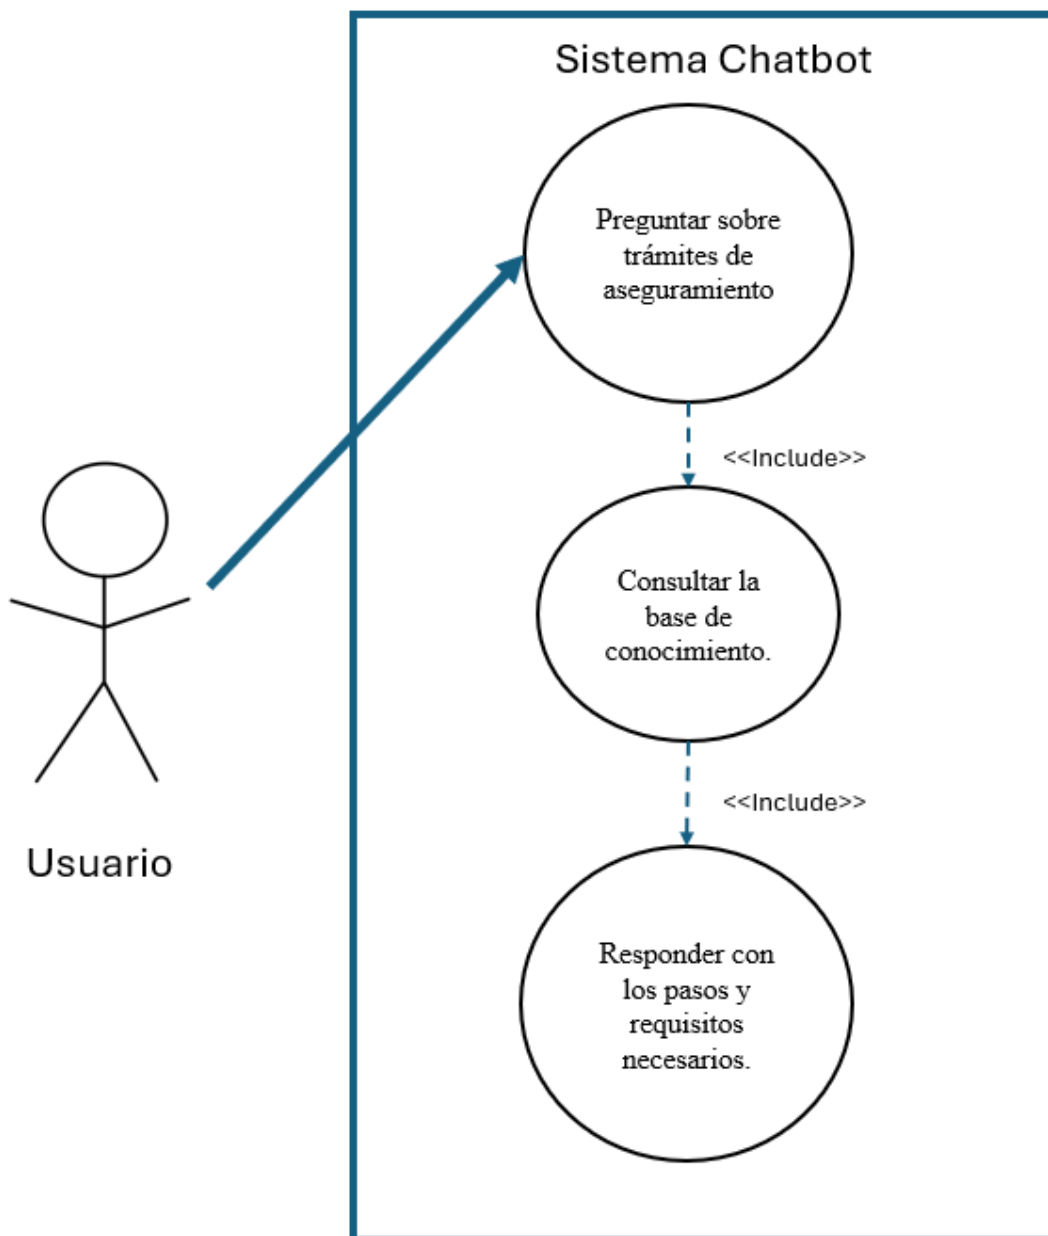 Sistema Chatbot
Preguntar sobre
trámites de
aseguramiento
<<Include>>
Consultar la
base de
conocimiento.
<<Include>>
Usuario
Responder con
los pasos y
requisitos
necesarios.